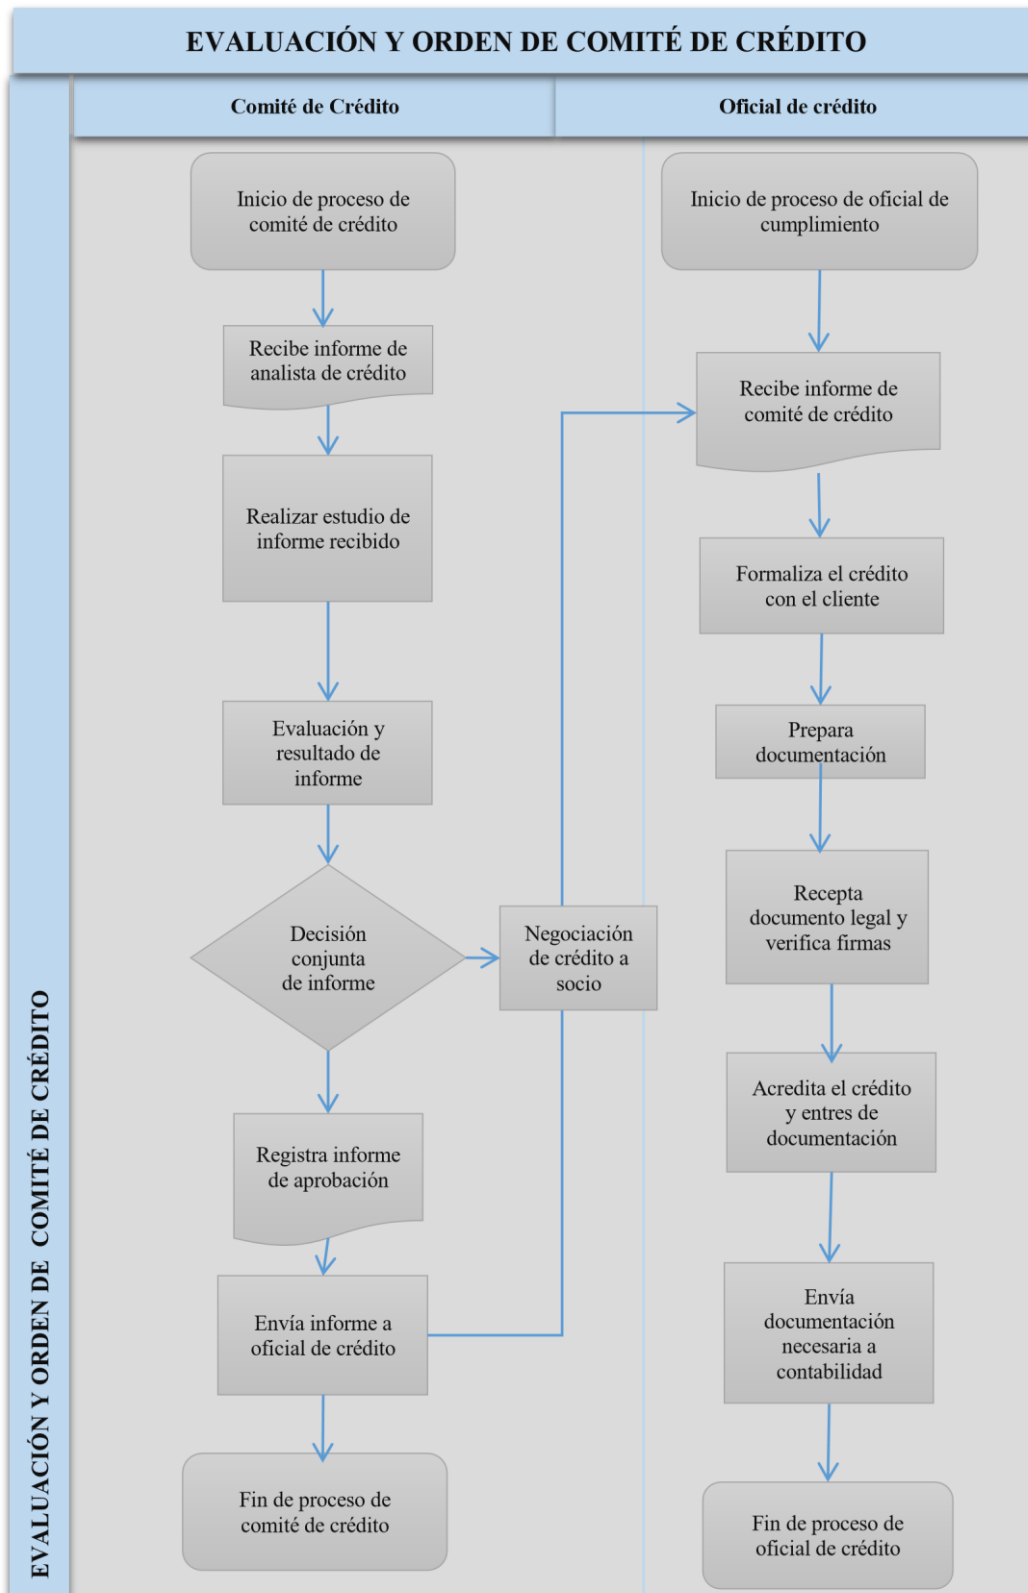 EVALUACIÓN Y ORDEN DE COMITÉ DE CRÉDITO
EVALUACIÓN Y ORDEN DE COMITÉ DE CRÉDITO
Comité de Crédito
Oficial de crédito
Inicio de proceso de
comité de crédito
Recibe informe de
analista de crédito
Realizar estudio de
informe recibido
Evaluación y
resultado de
informe
Decisión
conjunta
de informe
Negociación
de crédito a
socio
Registra informe
de aprobación
Envía informe a
oficial de crédito
Fin de proceso de
comité de crédito
Inicio de proceso de oficial de
cumplimiento
Recibe informe de
comité de crédito
Formaliza el crédito
con el cliente
Prepara
documentación
Recepta
documento legal y
verifica firmas
Acredita el crédito
y entres de
documentación
Envía
documentación
necesaria a
contabilidad
Fin de proceso de
oficial de crédito